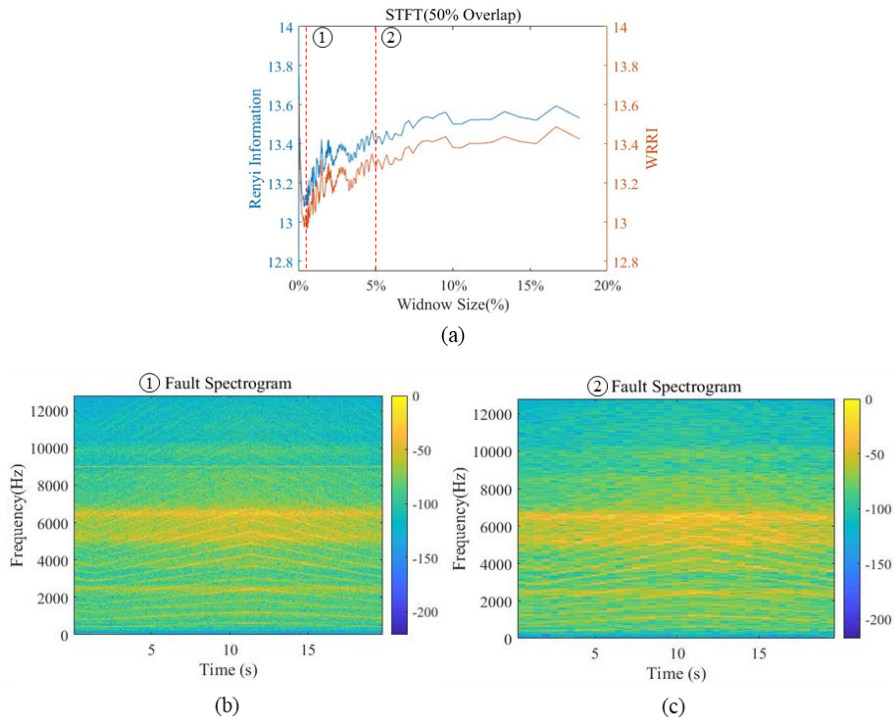 STFT(50% Overlap)
① ②
Renyi Information
14
13.8
13.6
13.4
13.2
13
12.8
14
13.8
13.6
13.4
13.2
13
12.8
WRRI
0% 5% 10% 15% 20%
Widnow Size(%)
(a)
① Fault Spectrogram
Frequency(Hz)
12000
10000
8000
6000
4000
2000
0
0
-50
-100
-150
-200
5 10 15
Time (s)
(b)
② Fault Spectrogram
Frequency(Hz)
12000
10000
8000
6000
4000
2000
0
0
-50
-100
-150
-200
5 10 15
Time (s)
(c)